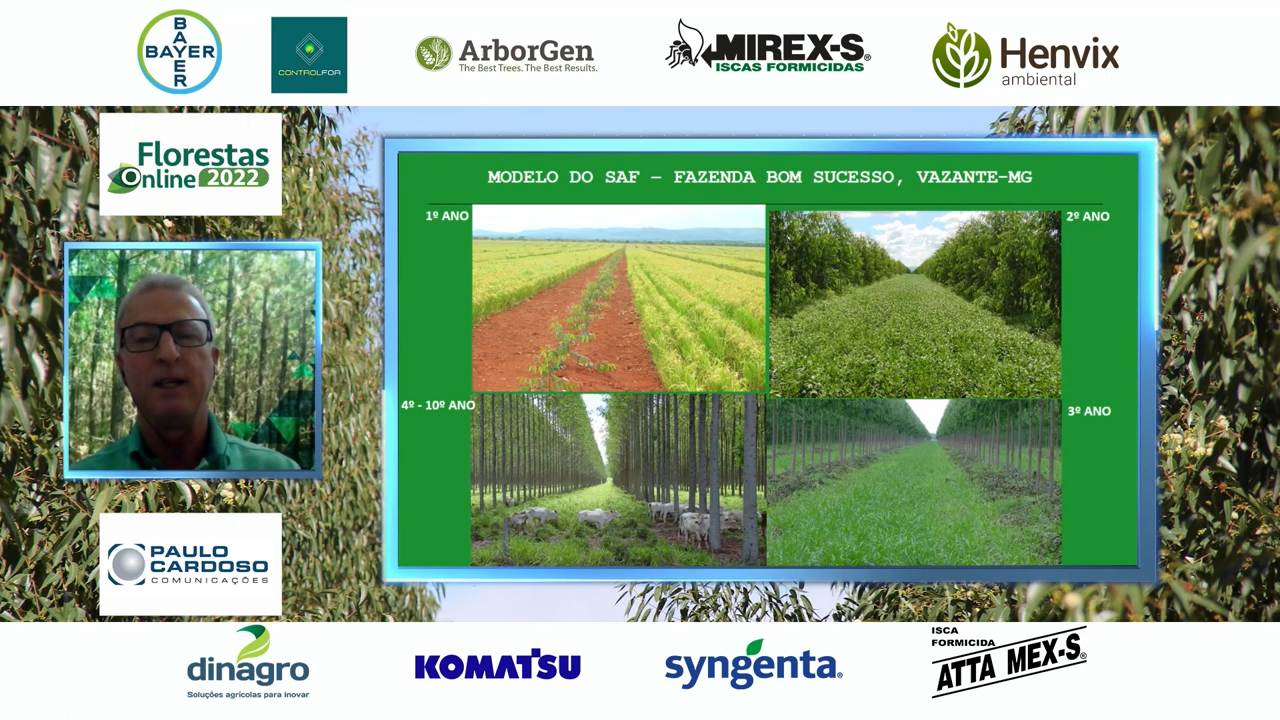 BAYER
BAYER
CONTROLFOR
ArborGen
The Best Trees. The Best Results.
MIREX-S®
ISCAS FORMICIDAS
Henvix
ambiental
Florestas
Online 2022
MODELO DO SAF – FAZENDA BOM SUCESSO, VAZANTE-MG
1º ANO
2º ANO
4º - 10º ANO
3º ANO
PAULO
CARDOSO
COMUNICAÇÕES
dinagro
Soluções agrícolas para inovar
KOMATSU
syngenta®
ISCA
FORMICIDA
ATTA MEX-S®